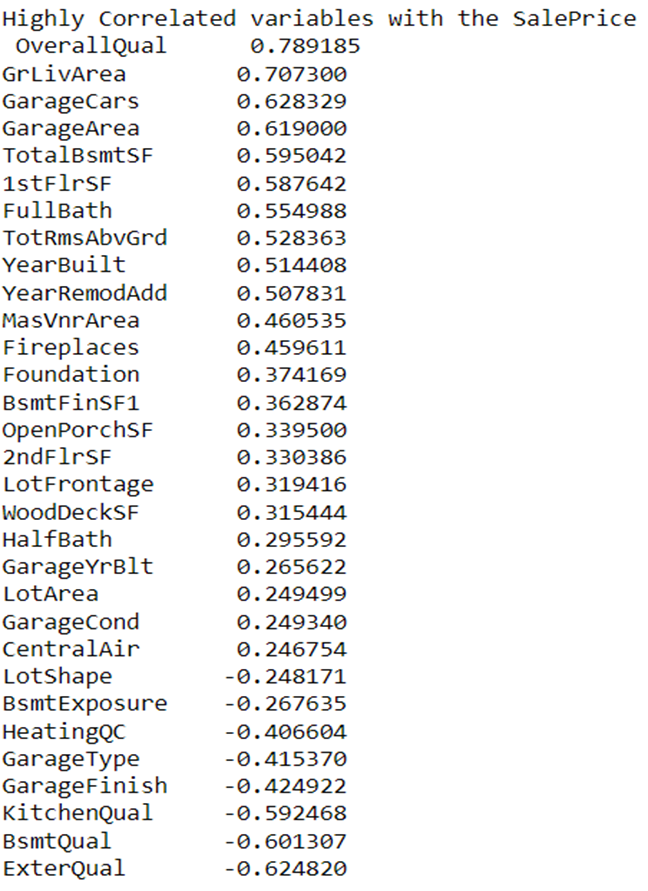 Highly Correlated variables with the SalePrice
OverallQual 0.789185
GrLivArea 0.707300
GarageCars 0.628329
GarageArea 0.619000
TotalBsmtSF 0.595042
1stFlrSF 0.587642
FullBath 0.554988
TotRmsAbvGrd 0.528363
YearBuilt 0.514408
YearRemodAdd 0.507831
MasVnrArea 0.460535
Fireplaces 0.459611
Foundation 0.374169
BsmtFinSF1 0.362874
OpenPorchSF 0.339500
2ndFlrSF 0.330386
LotFrontage 0.319416
WoodDeckSF 0.315444
HalfBath 0.295592
GarageYrBlt 0.265622
LotArea 0.249499
GarageCond 0.249340
CentralAir 0.246754
LotShape -0.248171
BsmtExposure -0.267635
HeatingQC -0.406604
GarageType -0.415370
GarageFinish -0.424922
KitchenQual -0.592468
BsmtQual -0.601307
ExterQual -0.624820